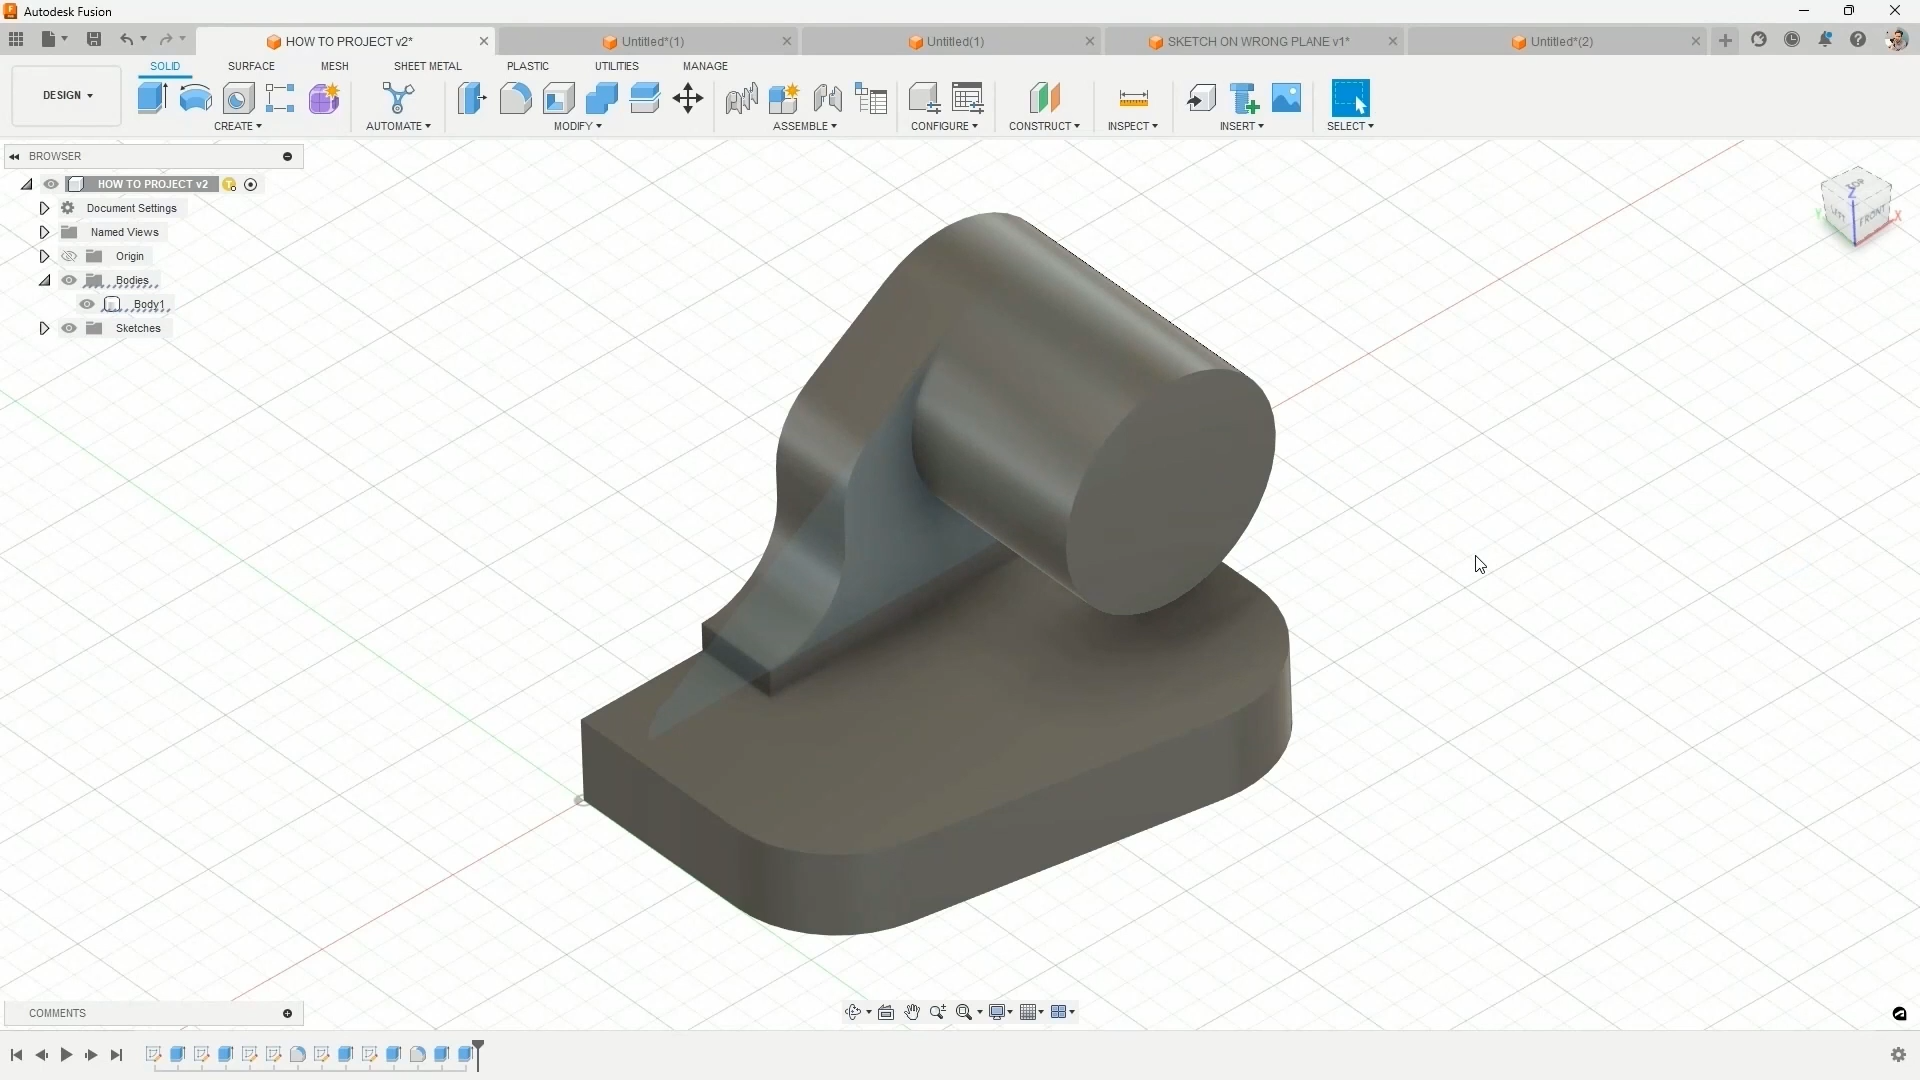 Autodesk Fusion
HOW TO PROJECT v2*
Untitled*(1)
Untitled(1)
SKETCH ON WRONG PLANE v1*
Untitled*(2)
DESIGN
SOLID
SURFACE
MESH
SHEET METAL
PLASTIC
UTILITIES
MANAGE
CREATE
AUTOMATE
MODIFY
ASSEMBLE
CONFIGURE
CONSTRUCT
INSPECT
INSERT
SELECT
BROWSER
HOW TO PROJECT v2
Document Settings
Named Views
Origin
Bodies
Body1
Sketches
TOP
Z
FRONT
X
Y
COMMENTS